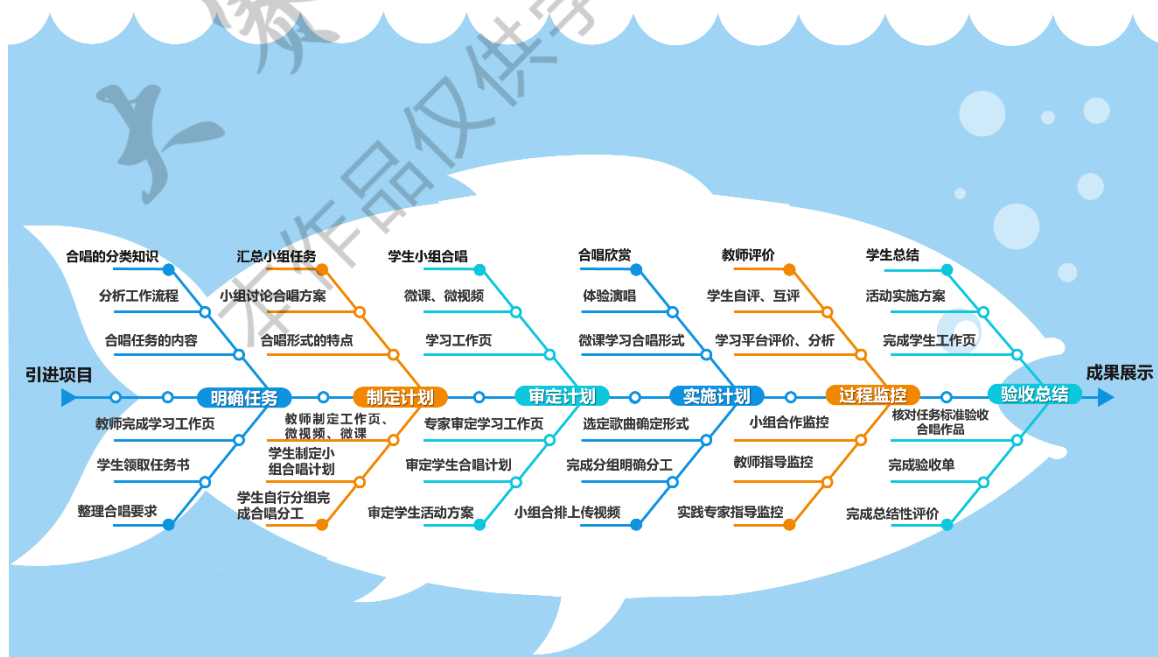 大赛
本作品仅供学
合唱的分类知识
汇总小组任务
学生小组合唱
合唱欣赏
教师评价
学生总结
分析工作流程
小组讨论合唱方案
微课、微视频
体验演唱
学生自评、互评
活动实施方案
合唱任务的内容
合唱形式的特点
学习工作页
微课学习合唱形式
学习平台评价、分析
完成学生工作页
引进项目
成果展示
明确任务
制定计划
审定计划
实施计划
过程监控
验收总结
教师完成学习工作页
教师制定工作页、
微视频、微课
专家审定学习工作页
选定歌曲确定形式
小组合作监控
核对任务标准验收
合唱作品
学生领取任务书
学生制定小
组合唱计划
审定学生合唱计划
完成分组明确分工
教师指导监控
完成验收单
整理合唱要求
学生自行分组完
成合唱分工
审定学生活动方案
小组合排上传视频
实践专家指导监控
完成总结性评价